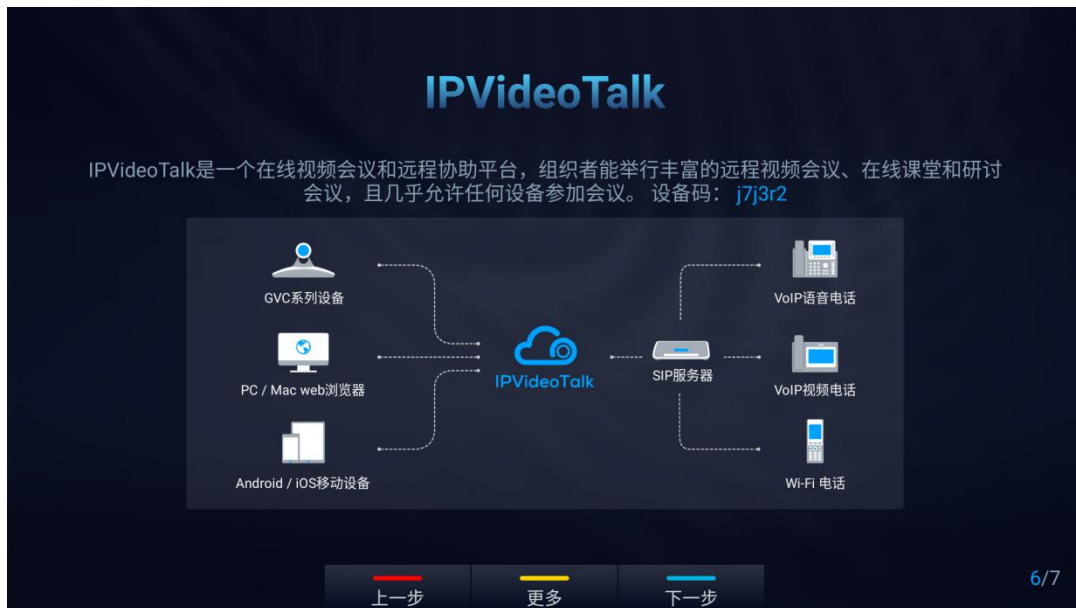 IPVideoTalk
IPVideoTalk是一个在线视频会议和远程协助平台，组织者能举行丰富的远程视频会议、在线课堂和研讨
会议，且几乎允许任何设备参加会议。 设备码： j7j3r2
GVC系列设备
VoIP语音电话
IPVideoTalk
SIP服务器
PC / Mac web浏览器
VoIP视频电话
Android / iOS移动设备
Wi-Fi 电话
上一步
更多
下一步
6/7